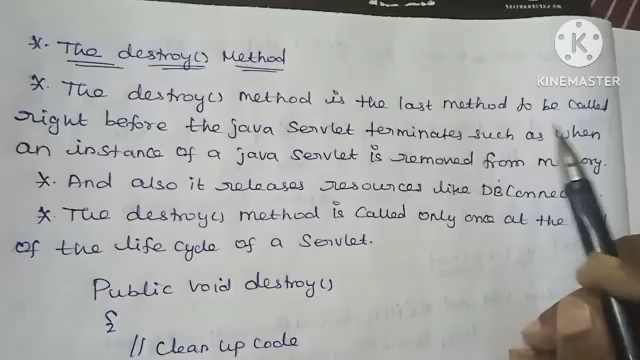 *. The destroy() Method
*. The destroy() method is the last method to be called
right before the java servlet terminates such as when
an instance of a java servlet is removed from
*. And also it releases resources like DB
*. The destroy() method is called only once at the
of the life cycle of a Servlet.
Public void destroy()
{
// Clean up code
K
KINEMASTER